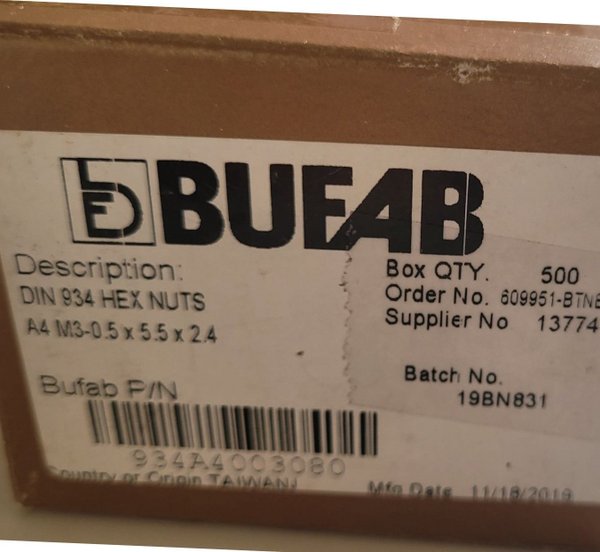 BUFAB
Description:
DIN 934 HEX NUTS
A4 M3-0.5 x 5.5 x 2.4
Bufab P/N
934A4003080
Country of Origin TAIWAN
Box QTY. 500
Order No. 609951-BTNB
Supplier No 13774
Batch No.
19BN831
Mfg Date 11/18/2019